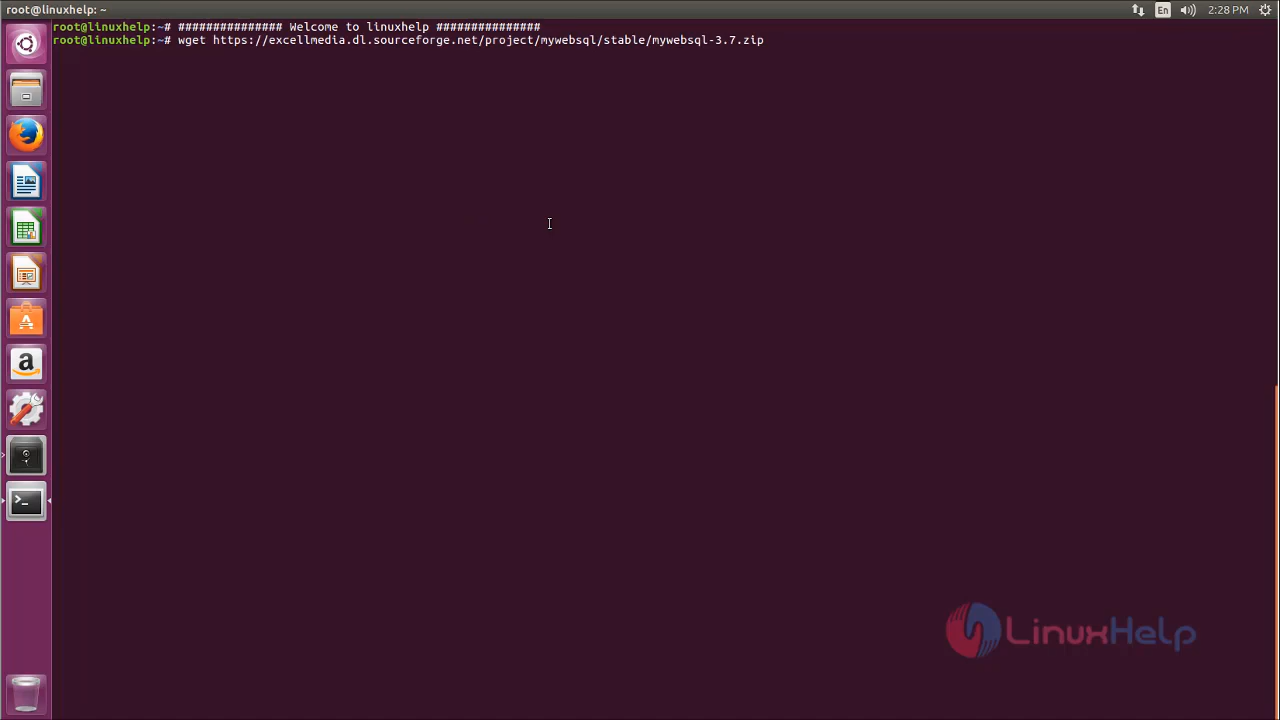 root@linuxhelp: ~
En
2:28 PM
root@linuxhelp:~# ############### Welcome to linuxhelp ###############
root@linuxhelp:~# wget https://excellmedia.dl.sourceforge.net/project/mywebsql/stable/mywebsql-3.7.zip
LinuxHelp